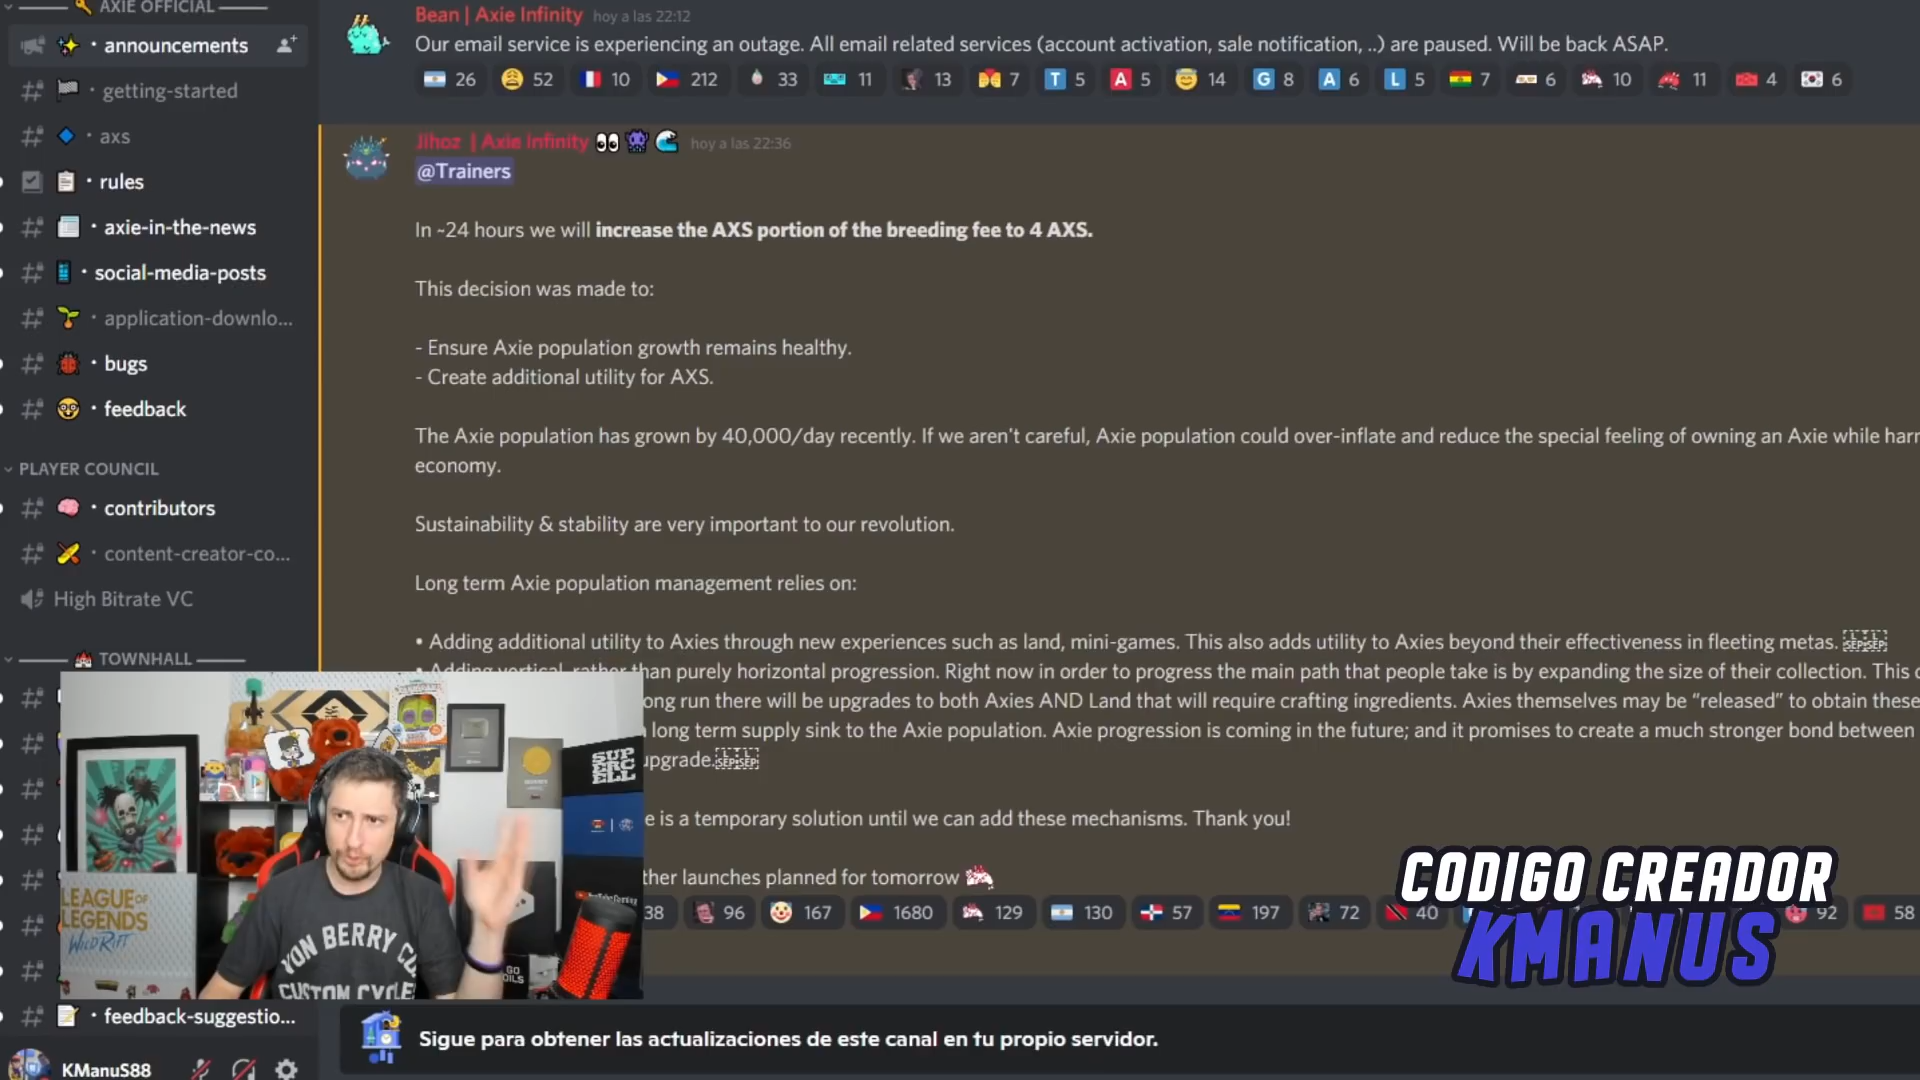 AXIE OFFICIAL
announcements
getting-started
axs
rules
axie-in-the-news
social-media-posts
application-downlo...
bugs
feedback
PLAYER COUNCIL
contributors
content-creator-co...
High Bitrate VC
TOWNHALL
feedback-suggestio...
KManuS88
Bean | Axie Infinity hoy a las 22:12
Our email service is experiencing an outage. All email related services (account activation, sale notification, ..) are paused. Will be back ASAP.
26 52 10 212 33 11 13 7 T 5 A 5 14 G 8 A 6 L 5 7 6 10 11 4 6
Jihoz | Axie Infinity hoy a las 22:36
@Trainers
In ~24 hours we will increase the AXS portion of the breeding fee to 4 AXS.
This decision was made to:
- Ensure Axie population growth remains healthy.
- Create additional utility for AXS.
The Axie population has grown by 40,000/day recently. If we aren't careful, Axie population could over-inflate and reduce the special feeling of owning an Axie while
economy.
Sustainability & stability are very important to our revolution.
Long term Axie population management relies on:
• Adding additional utility to Axies through new experiences such as land, mini-games. This also adds utility to Axies beyond their effectiveness in fleeting metas.
• Adding vertical, rather than purely horizontal progression. Right now in order to progress the main path that people take is by expanding the size of their collection. This
run there will be upgrades to both Axies AND Land that will require crafting ingredients. Axies themselves may be “released” to obtain these
long term supply sink to the Axie population. Axie progression is coming in the future; and it promises to create a much stronger bond between
upgrade.
is a temporary solution until we can add these mechanisms. Thank you!
launches planned for tomorrow
38 96 167 1680 129 130 57 197 72 40 92 58
Sigue para obtener las actualizaciones de este canal en tu propio servidor.
SUPERCELL
LEAGUE OF
LEGENDS
WILD RIFT
VON BERRY
CUSTOM CYCLE
CODIGO CREADOR
KMANUS